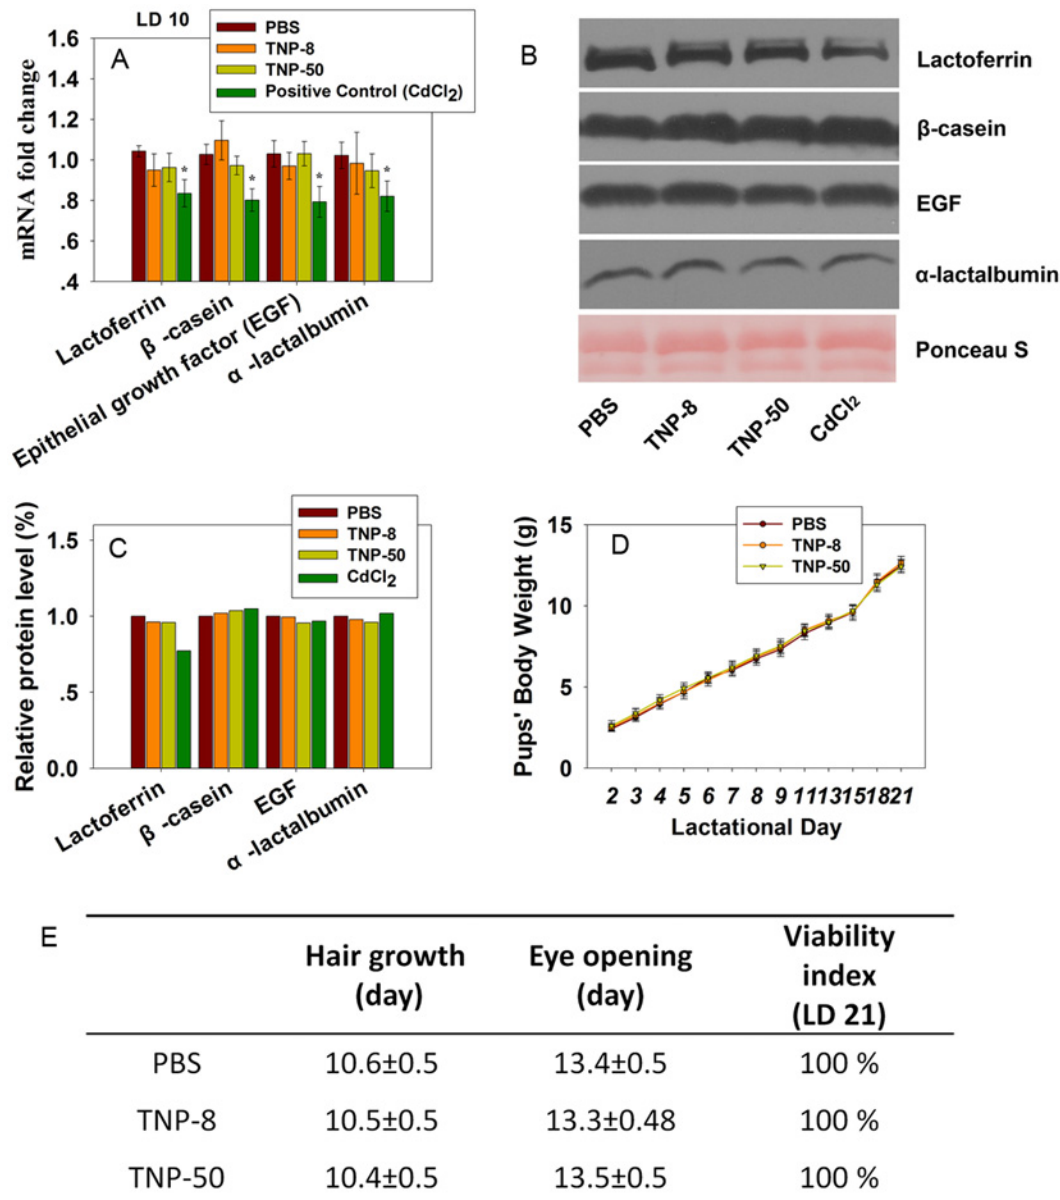 LD 10
PBS
TNP-8
TNP-50
Positive Control (CdCl2)
A
mRNA fold change
1.6
1.4
1.2
1.0
.8
.6
.4
*
*
*
*
Lactoferrin
β -casein
Epithelial growth factor (EGF)
α -lactalbumin
B
Lactoferrin
β-casein
EGF
α-lactalbumin
Ponceau S
PBS
TNP-8
TNP-50
CdCl2
C
PBS
TNP-8
TNP-50
CdCl2
Relative protein level (%)
1.5
1.0
.5
0.0
Lactoferrin
β -casein
EGF
α -lactalbumin
D
PBS
TNP-8
TNP-50
Pups' Body Weight (g)
15
10
5
0
2 3 4 5 6 7 8 9 11 13 15 18 21
Lactational Day
E
Hair growth (day)
Eye opening (day)
Viability index (LD 21)
PBS 10.6±0.5 13.4±0.5 100 %
TNP-8 10.5±0.5 13.3±0.48 100 %
TNP-50 10.4±0.5 13.5±0.5 100 %